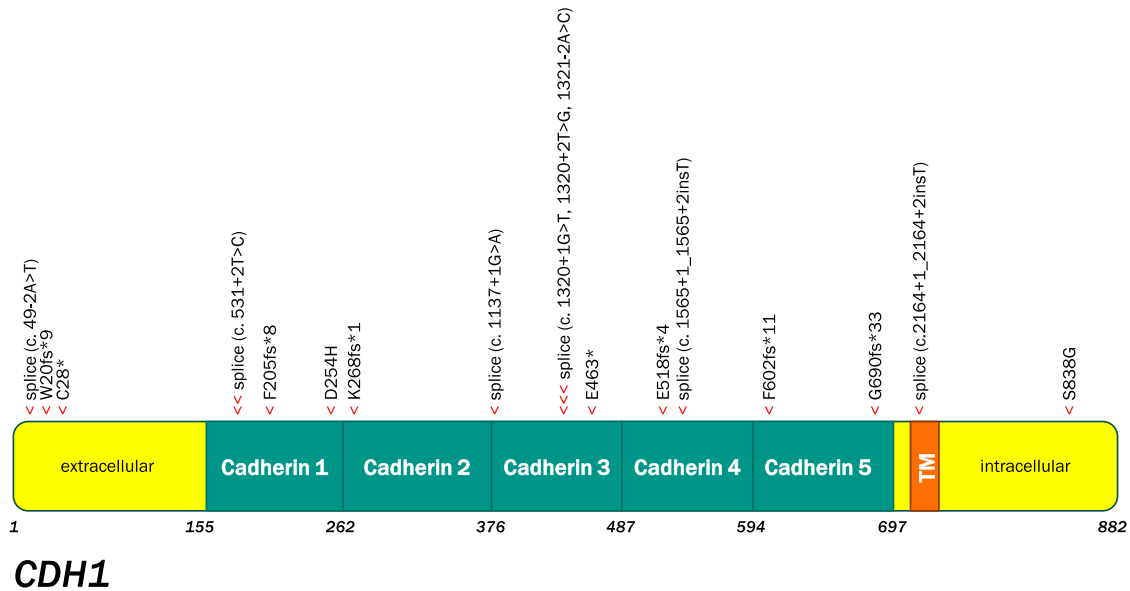 splice (c. 49-2A>T)
W20fs*9
C28*
splice (c. 531+2T>C)
F205fs*8
D254H
K268fs*1
splice (c. 1137+1G>A)
splice (c. 1320+1G>T, 1320+2T>G, 1321-2A>C)
E463*
E518fs*4
splice (c. 1565+1_1565+2insT)
F602fs*11
G690fs*33
splice (c.2164+1_2164+2insT)
S838G
extracellular
Cadherin 1
Cadherin 2
Cadherin 3
Cadherin 4
Cadherin 5
TM
intracellular
1 155 262 376 487 594 697 882
CDH1